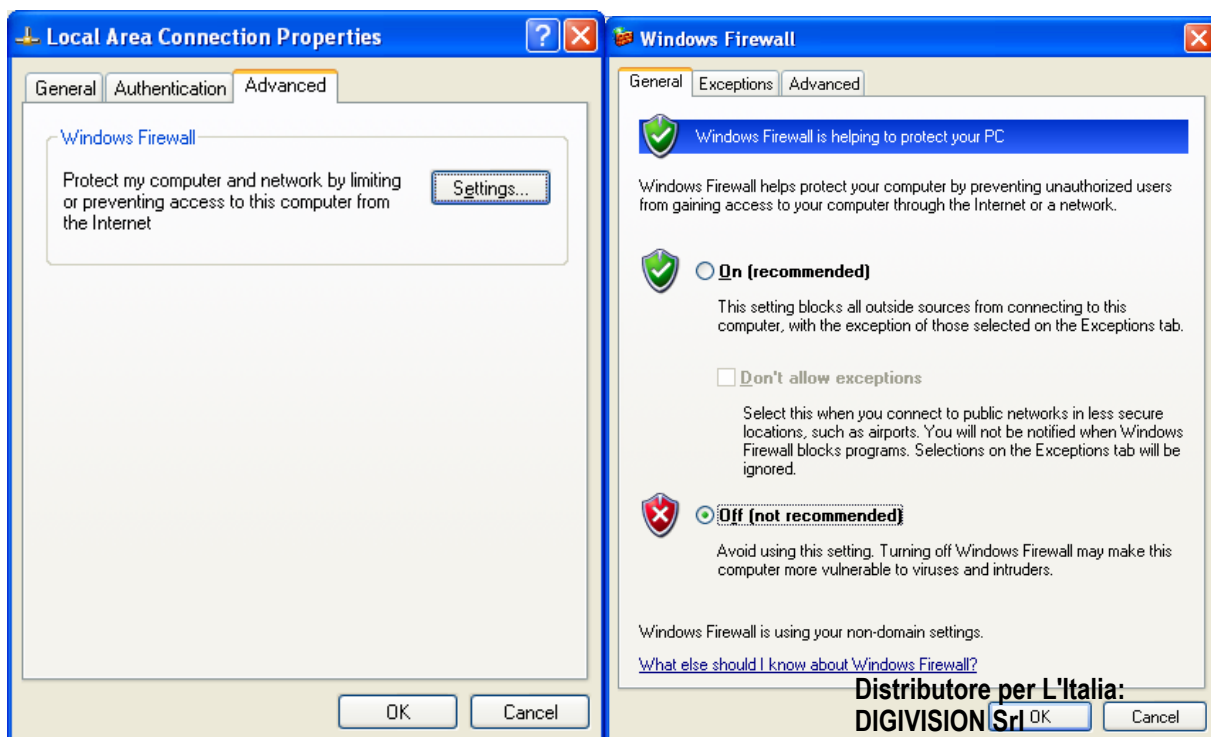 Local Area Connection Properties
General
Authentication
Advanced
Windows Firewall
Protect my computer and network by limiting
or preventing access to this computer from
the Internet
Settings...
OK
Cancel
Windows Firewall
General
Exceptions
Advanced
Windows Firewall is helping to protect your PC
Windows Firewall helps protect your computer by preventing unauthorized users
from gaining access to your computer through the Internet or a network.
On (recommended)
This setting blocks all outside sources from connecting to this
computer, with the exception of those selected on the Exceptions tab.
Don't allow exceptions
Select this when you connect to public networks in less secure
locations, such as airports. You will not be notified when Windows
Firewall blocks programs. Selections on the Exceptions tab will be
ignored.
Off (not recommended)
Avoid using this setting. Turning off Windows Firewall may make this
computer more vulnerable to viruses and intruders.
Windows Firewall is using your non-domain settings.
What else should I know about Windows Firewall?
Distributore per L'Italia:
DIGIVISION Srl
OK
Cancel